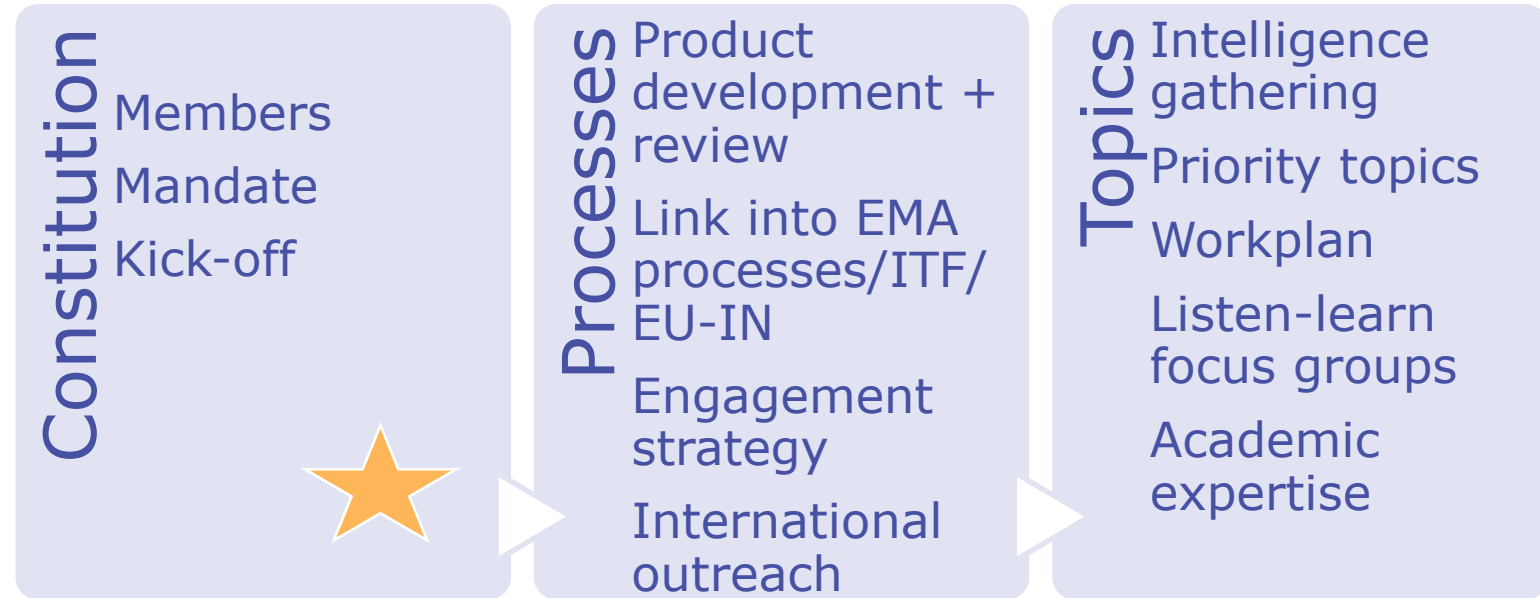 Constitution
Members
Mandate
Kick-off
Processes
Product
development +
review
Link into EMA
processes/ITF/
EU-IN
Engagement
strategy
International
outreach
Topics
Intelligence
gathering
Priority topics
Workplan
Listen-learn
focus groups
Academic
expertise